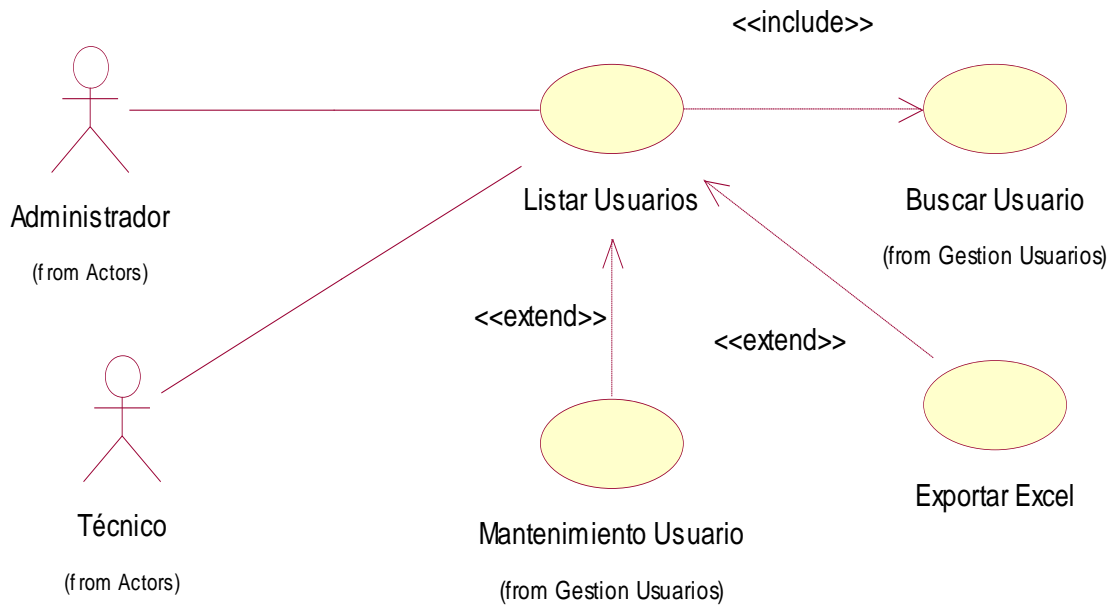 <<include>>
Administrador
(from Actors)
Listar Usuarios
Buscar Usuario
(from Gestion Usuarios)
<<extend>>
<<extend>>
Técnico
(from Actors)
Mantenimiento Usuario
(from Gestion Usuarios)
Exportar Excel